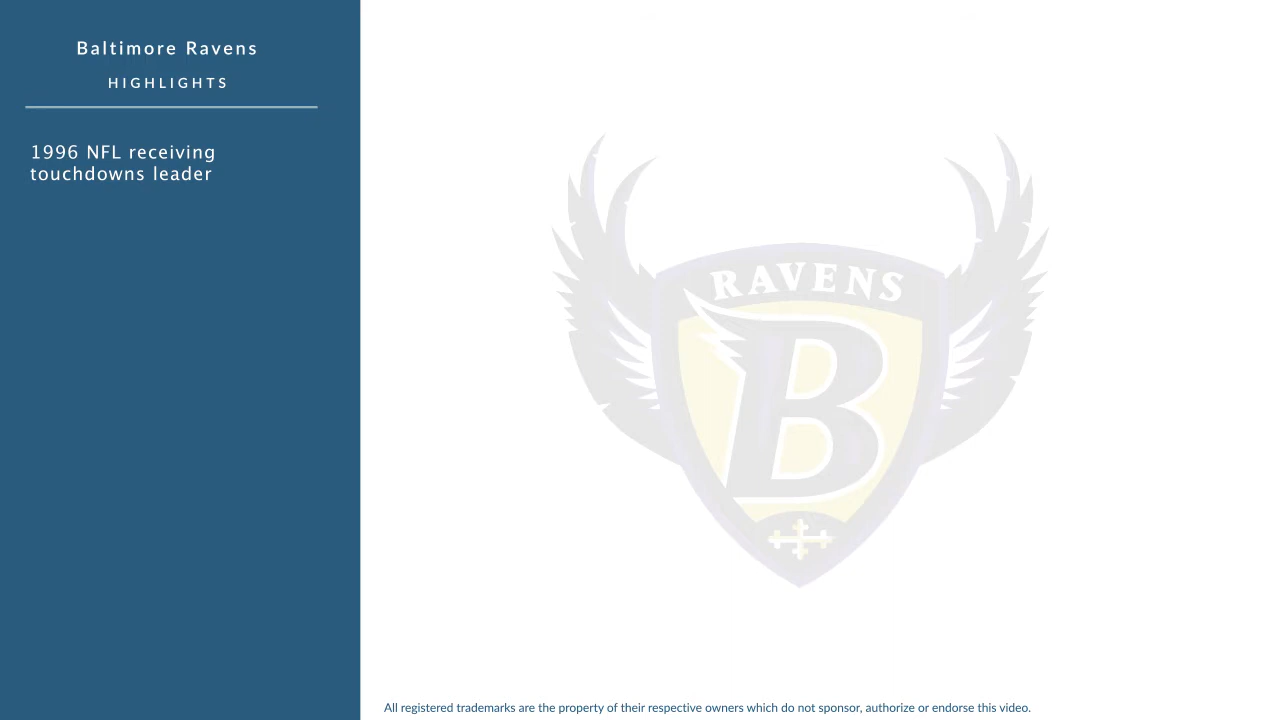 Baltimore Ravens
HIGHLIGHTS
1996 NFL receiving
touchdowns leader
RAVENS
B
All registered trademarks are the property of their respective owners which do not sponsor, authorize or endorse this video.